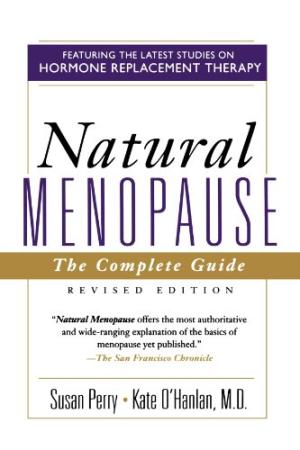 FEATURING THE LATEST STUDIES ON
HORMONE REPLACEMENT THERAPY
Natural
MENOPAUSE
The Complete Guide
REVISED EDITION
“Natural Menopause offers the most authoritative
and wide-ranging explanation of the basics of
menopause yet published.”
—The San Francisco Chronicle
Susan Perry · Kate O’Hanlan, M.D.